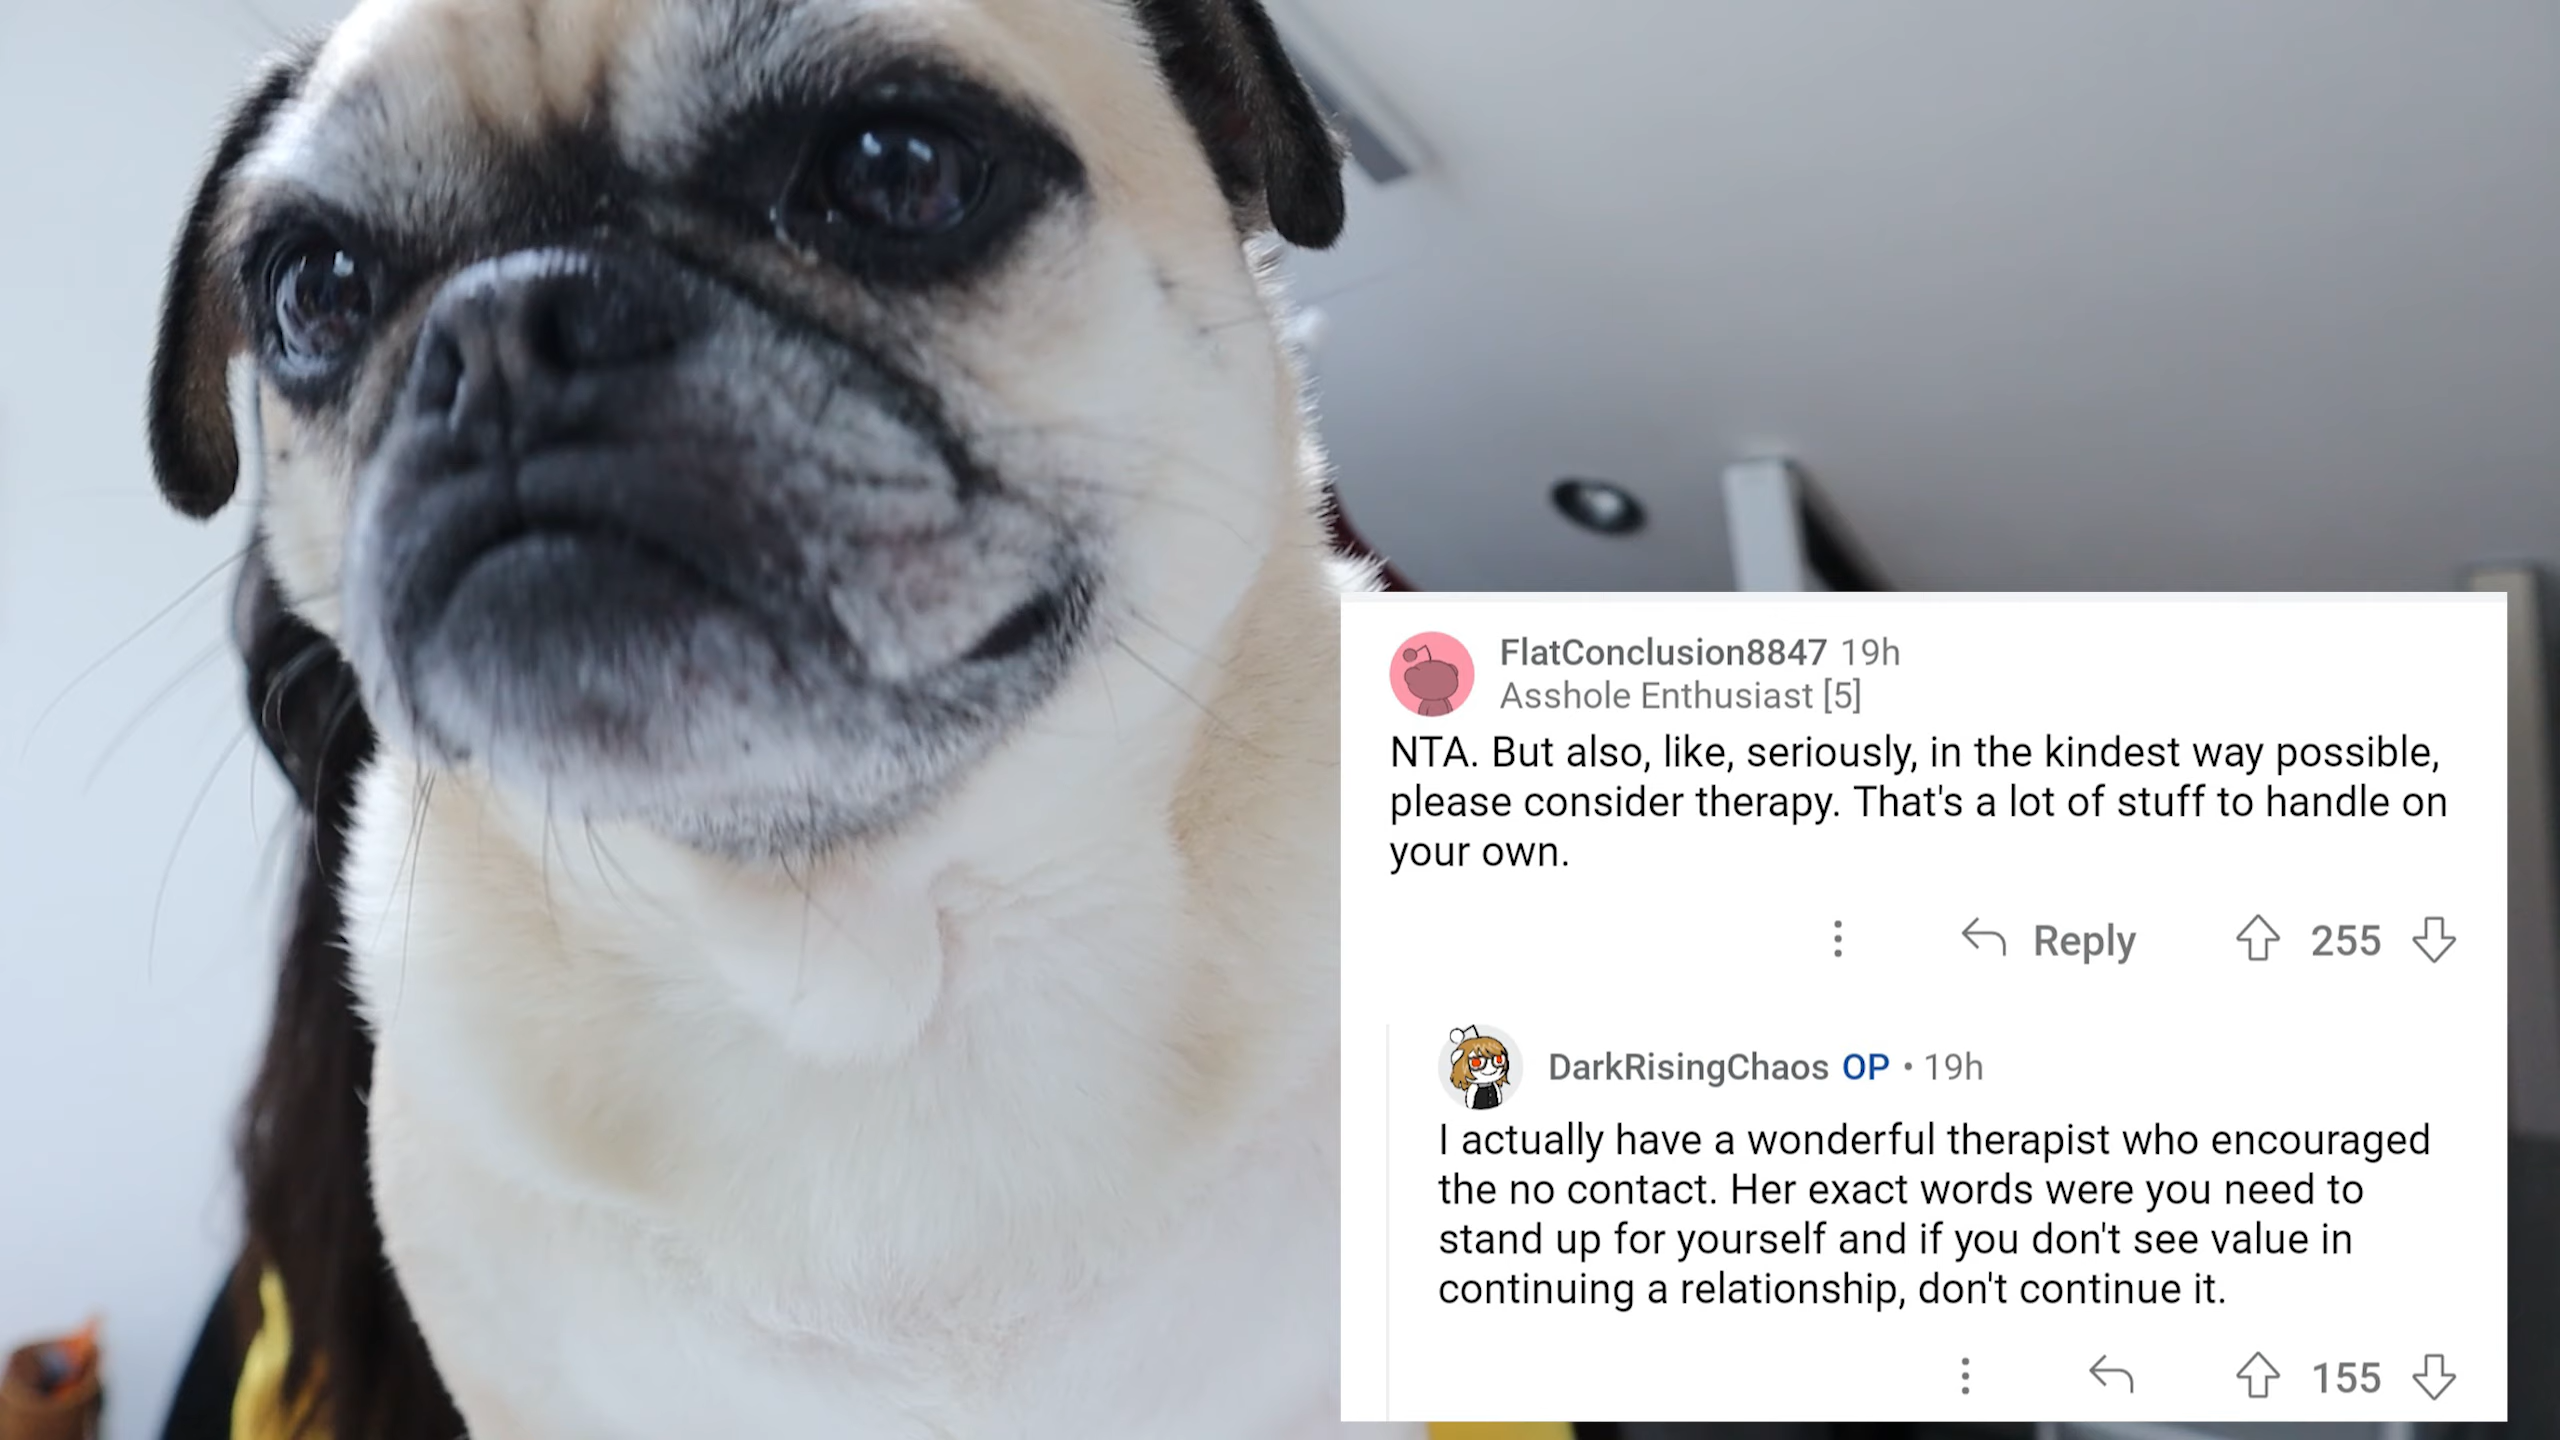 FlatConclusion8847 19h
Asshole Enthusiast [5]
NTA. But also, like, seriously, in the kindest way possible,
please consider therapy. That's a lot of stuff to handle on
your own.
Reply 255
DarkRisingChaos OP • 19h
I actually have a wonderful therapist who encouraged
the no contact. Her exact words were you need to
stand up for yourself and if you don't see value in
continuing a relationship, don't continue it.
155